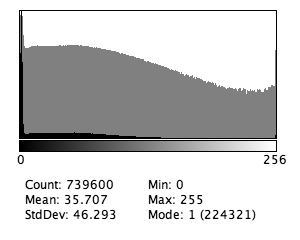 0 256
Count: 739600 Min: 0
Mean: 35.707 Max: 255
StdDev: 46.293 Mode: 1 (224321)